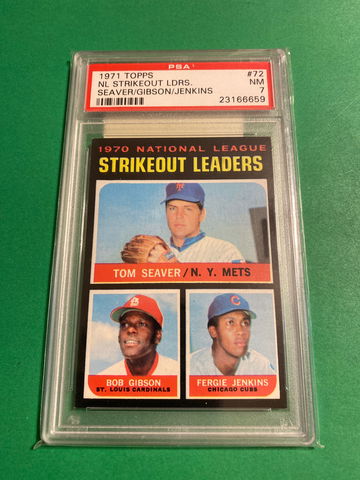 PSA
1971 TOPPS #72
NL STRIKEOUT LDRS. NM
SEAVER/GIBSON/JENKINS 7
23166659
1970 NATIONAL LEAGUE
STRIKEOUT LEADERS
TOM SEAVER/N. Y. METS
BOB GIBSON
ST. LOUIS CARDINALS
FERGIE JENKINS
CHICAGO CUBS